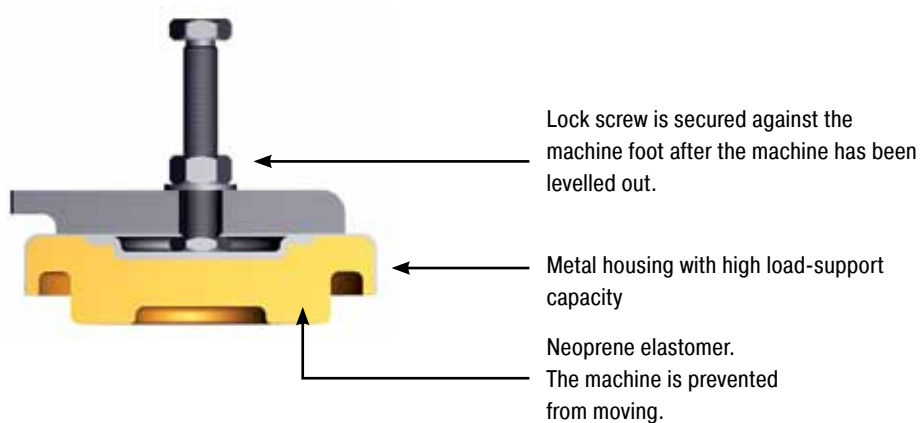 Lock screw is secured against the
machine foot after the machine has been
levelled out.
Metal housing with high load-support
capacity
Neoprene elastomer.
The machine is prevented
from moving.